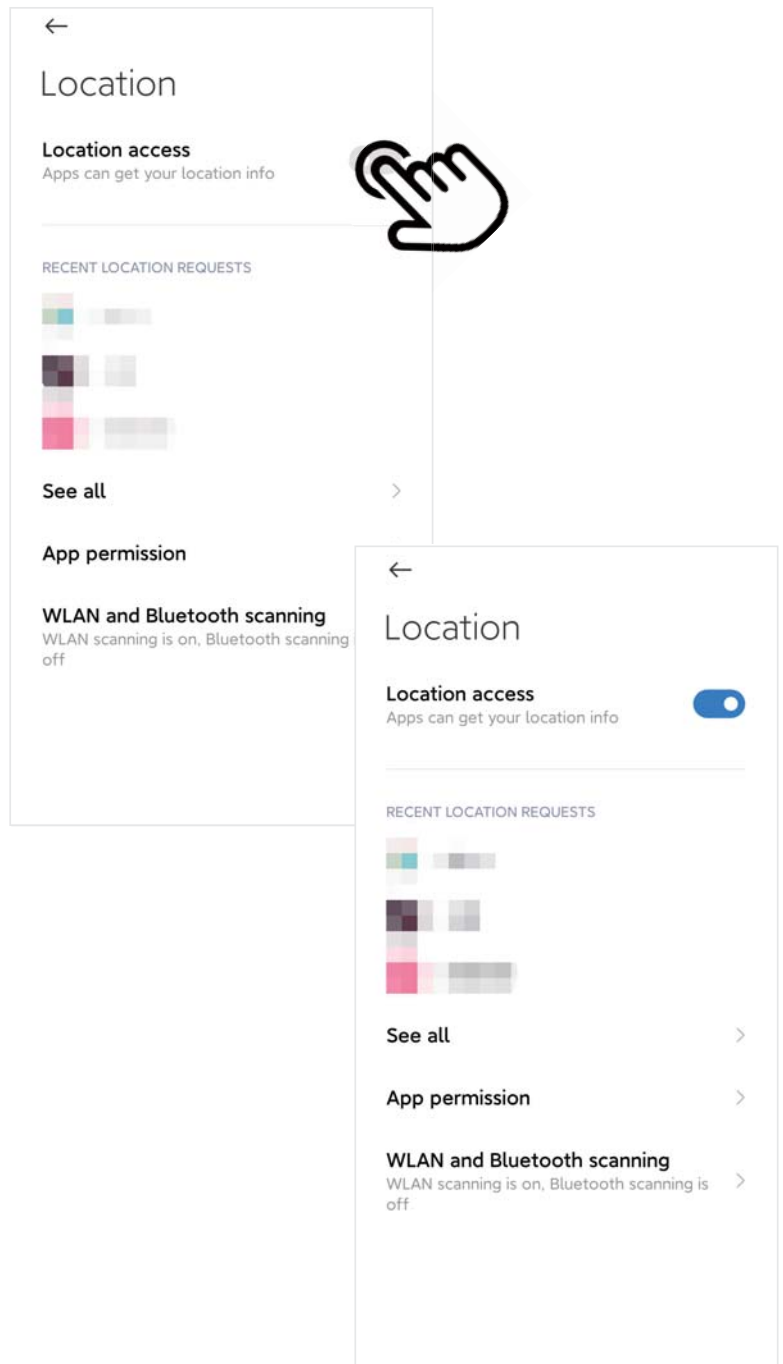 Location
Location access
Apps can get your location info
RECENT LOCATION REQUESTS
See all
App permission
WLAN and Bluetooth scanning
WLAN scanning is on, Bluetooth scanning
off
Location
Location access
Apps can get your location info
RECENT LOCATION REQUESTS
See all
App permission
WLAN and Bluetooth scanning
WLAN scanning is on, Bluetooth scanning is
off